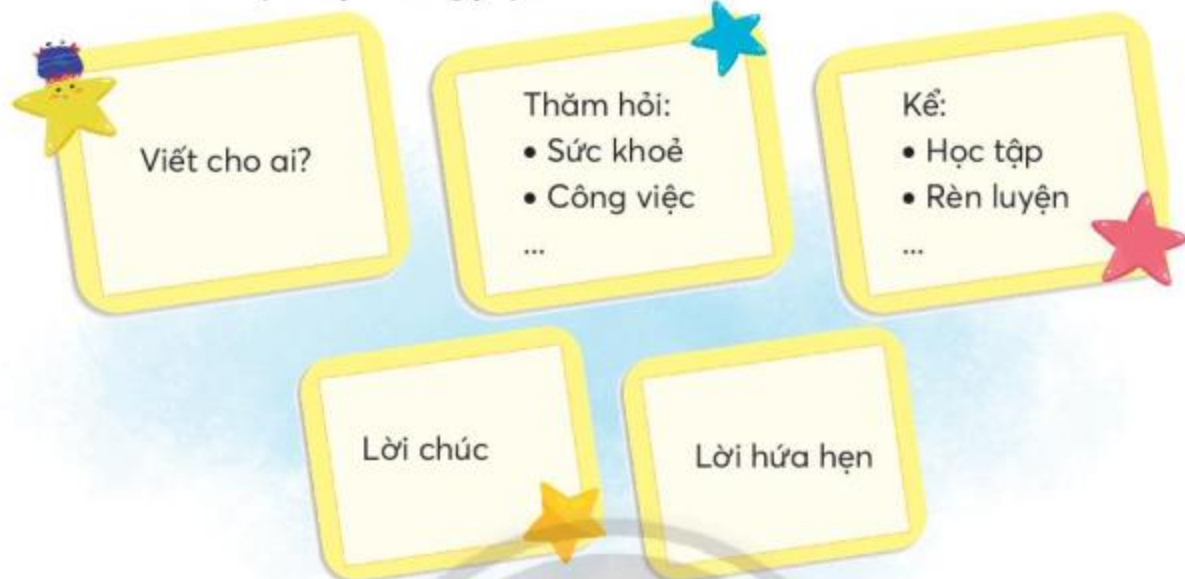 Viết cho ai?
Thăm hỏi:
• Sức khoẻ
• Công việc
...
Kể:
• Học tập
• Rèn luyện
...
Lời chúc
Lời hứa hẹn